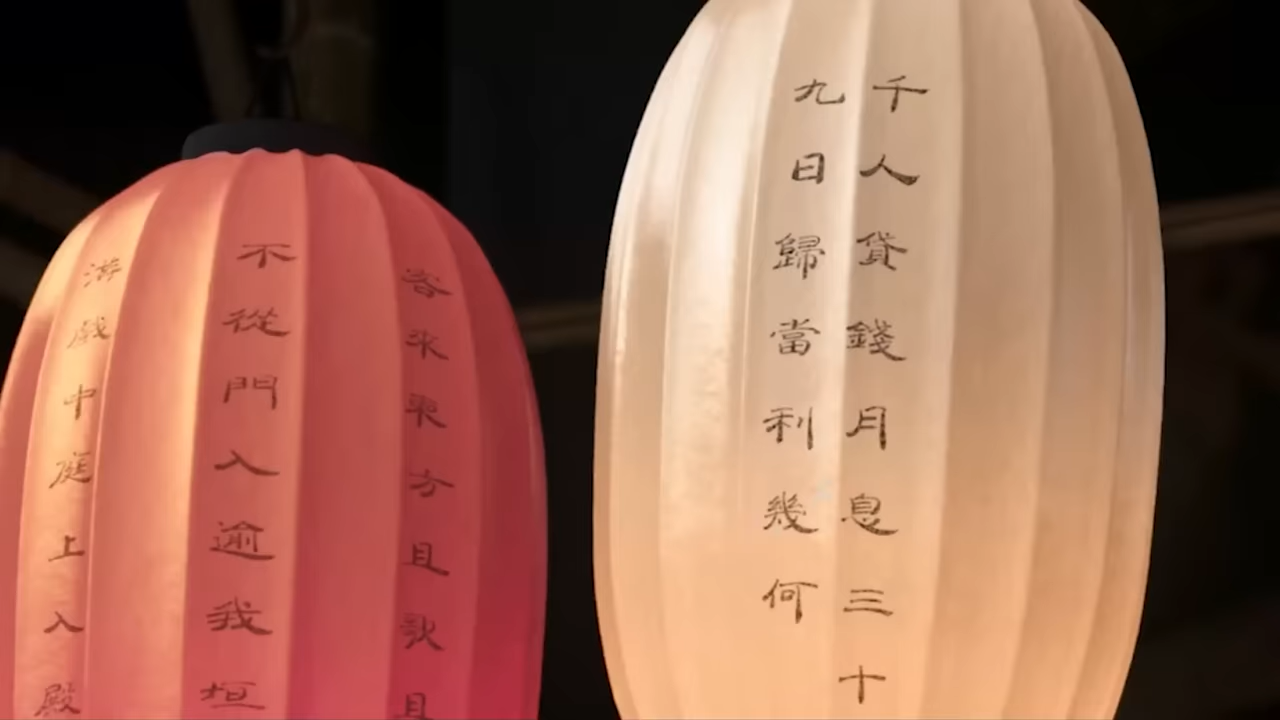 千人貸錢月息三十
九日歸當利幾何
客來東方且歌且
不從門入逾我垣
游戲中庭上入殿